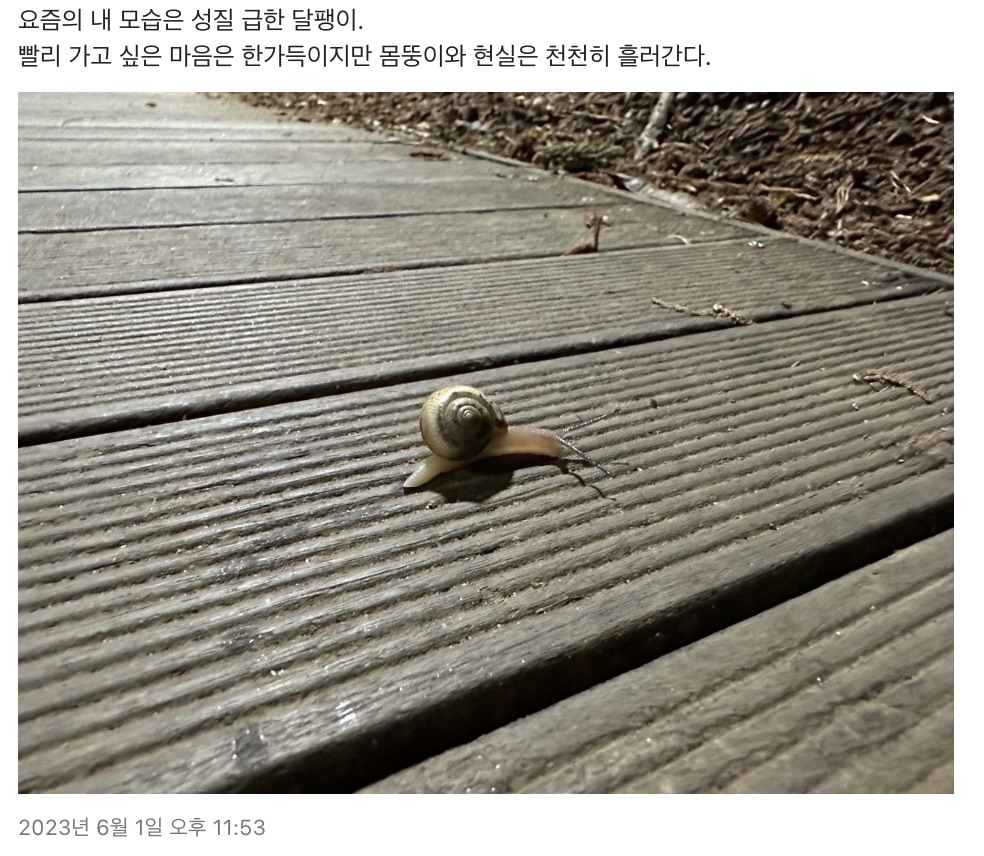 요즘의 내 모습은 성질 급한 달팽이.
빨리 가고 싶은 마음은 한가득이지만 몸뚱이와 현실은 천천히 흘러간다.
2023년 6월 1일 오후 11:53